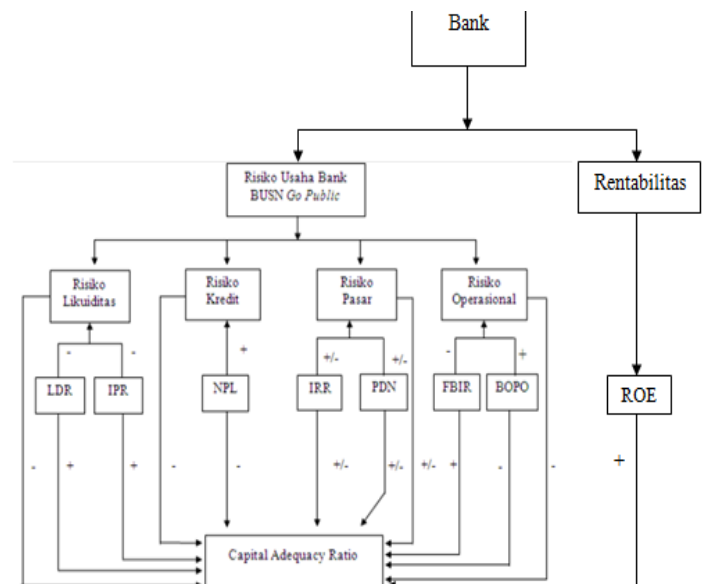 Bank
Risiko Usaha Bank
BUSN Go Public
Rentabilitas
Risiko
Likuiditas
Risiko
Kredit
Risiko
Pasar
Risiko
Operasional
- - + +/- +/- - +
LDR IPR NPL IRR PDN FBIR BOPO ROE
- + + - - +/- +/- +/- + - - +
Capital Adequacy Ratio